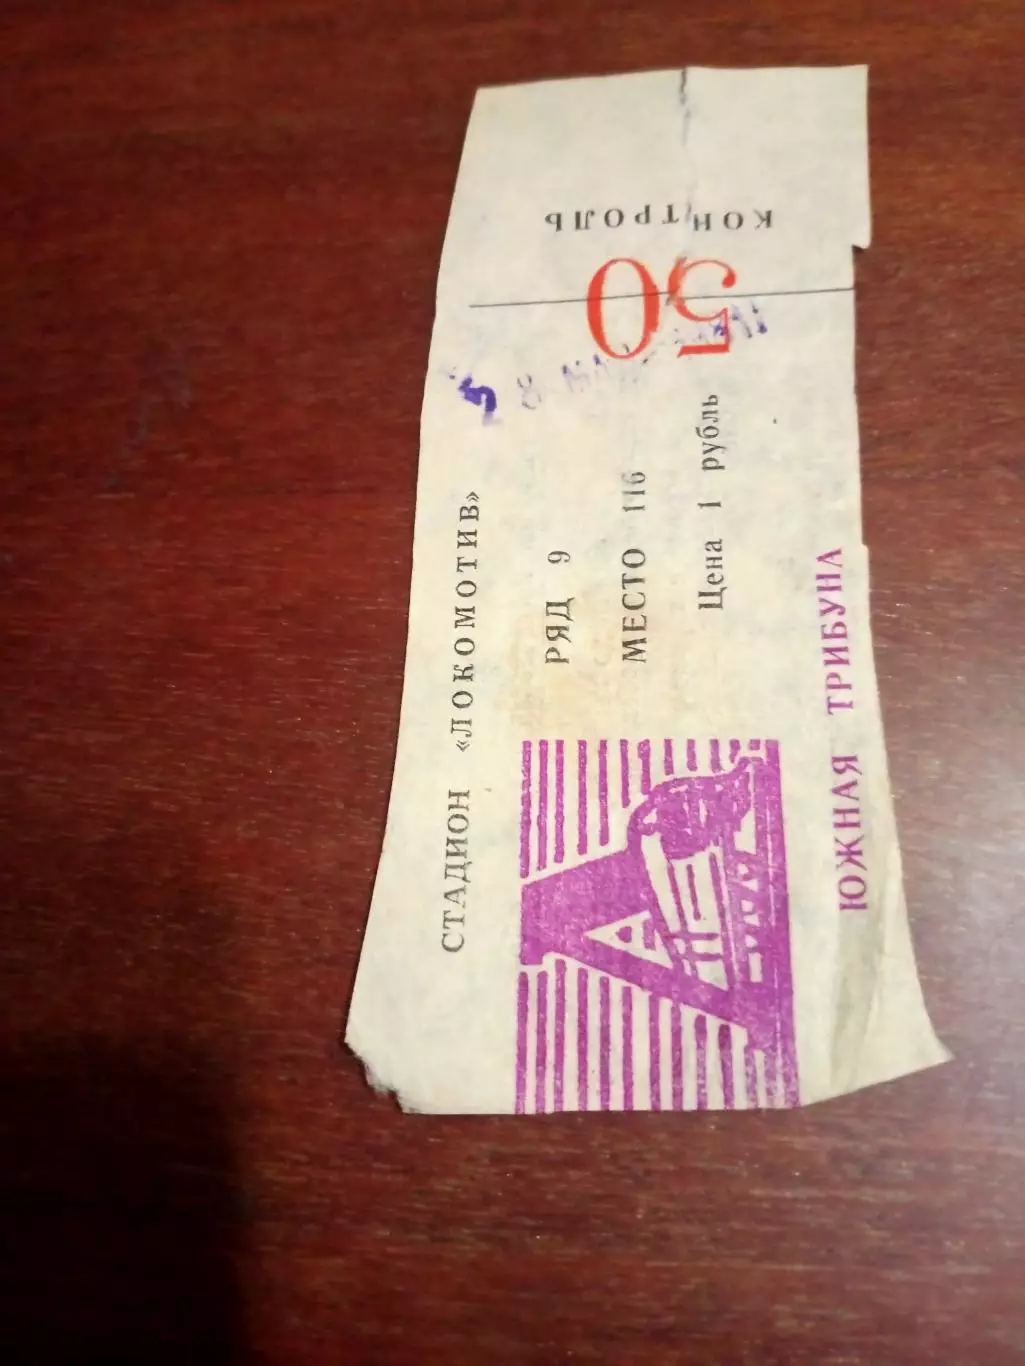 СТАДИОН «ЛОКОМОТИВ»
РЯД 9
МЕСТО 116
Цена 1 рубль
ЮЖНАЯ ТРИБУНА
А
50
КОНТРОЛЬ